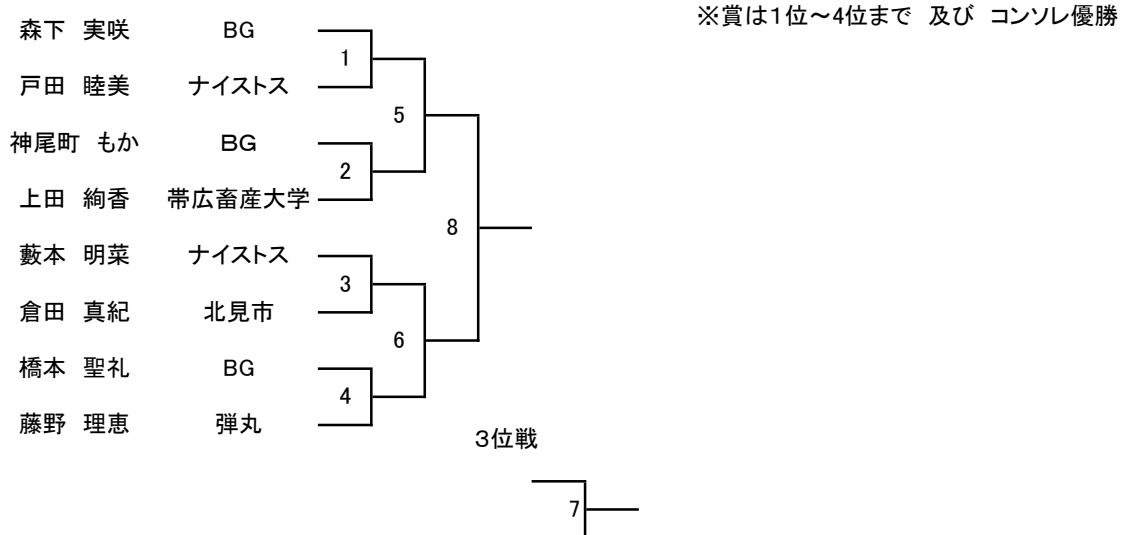 ※賞は1位～4位まで 及び コンソレ優勝
森下 実咲 BG
1
戸田 睦美 ナイストス
5
神尾町 もか BG
2
上田 絢香 帯広畜産大学
8
藪本 明菜 ナイストス
3
倉田 真紀 北見市
6
橋本 聖礼 BG
4
藤野 理恵 弾丸
3位戦
7